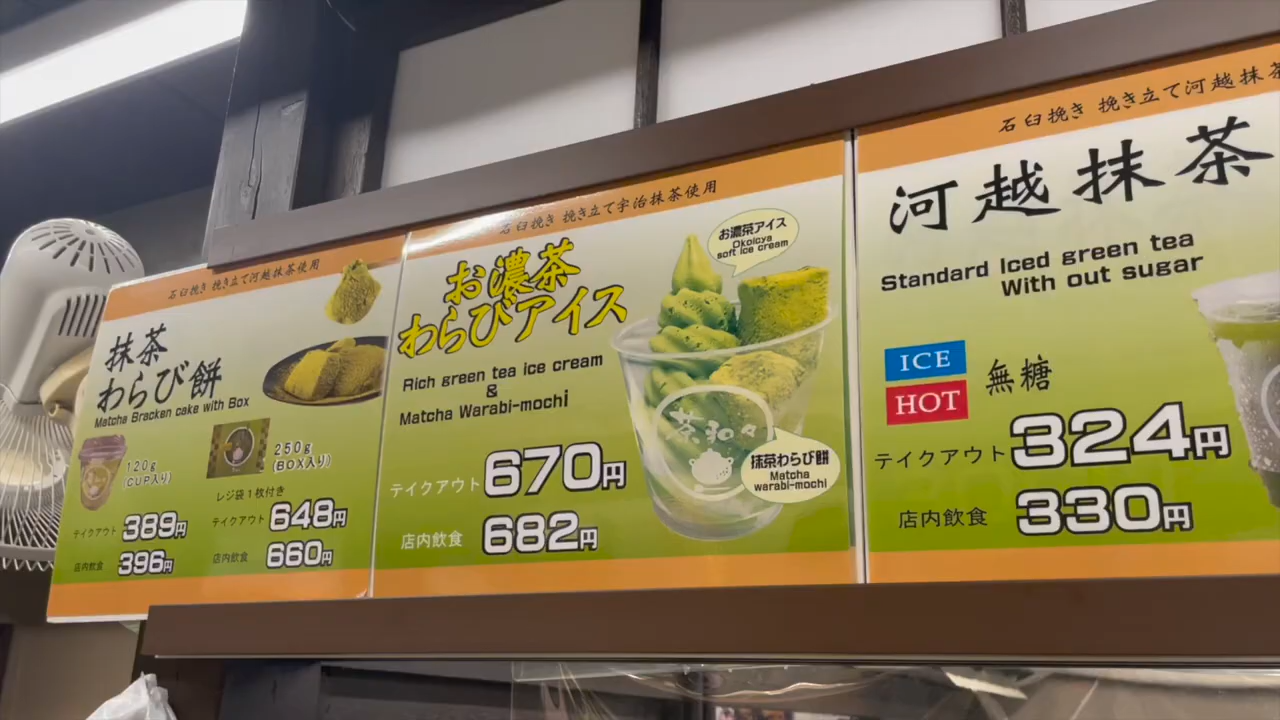 石臼挽き 挽き立て河越抹茶使用
抹茶
わらび餅
Matcha Bracken cake with Box
120g
(CUP入り)
250g
(BOX入り)
レジ袋1枚付き
テイクアウト 389円
店内飲食 396円
テイクアウト 648円
店内飲食 660円
石臼挽き 挽き立て宇治抹茶使用
お濃茶
わらびアイス
Rich green tea ice cream
&
Matcha Warabi-mochi
テイクアウト 670円
店内飲食 682円
お濃茶アイス
Okoicya
soft ice cream
茶和々
抹茶わらび餅
Matcha
warabi-mochi
石臼挽き 挽き立て河越抹茶
河越抹茶
Standard Iced green tea
With out sugar
ICE
HOT
無糖
テイクアウト 324円
店内飲食 330円